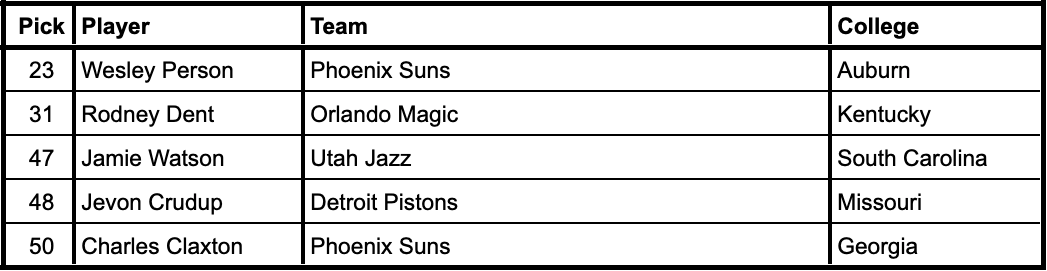 Pick Player Team College
23 Wesley Person Phoenix Suns Auburn
31 Rodney Dent Orlando Magic Kentucky
47 Jamie Watson Utah Jazz South Carolina
48 Jevon Crudup Detroit Pistons Missouri
50 Charles Claxton Phoenix Suns Georgia